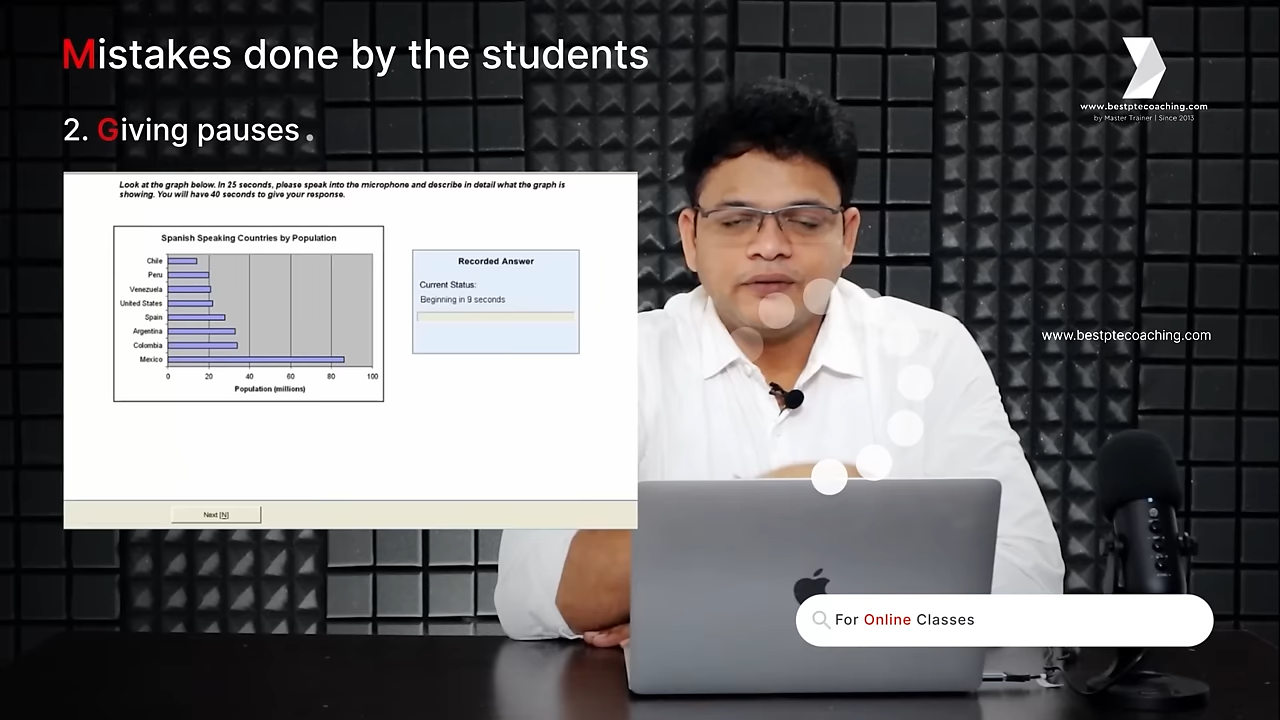 Mistakes done by the students
2. Giving pauses.
www.bestptecoaching.com
by Master Trainer | Since 2013
Look at the graph below. In 25 seconds, please speak into the microphone and describe in detail what the graph is
showing. You will have 40 seconds to give your response.
Spanish Speaking Countries by Population
Chile
Peru
Venezuela
United States
Spain
Argentina
Colombia
Mexico
0 20 40 60 80 100
Population (millions)
Recorded Answer
Current Status:
Beginning in 9 seconds
Next [N]
www.bestptecoaching.com
For Online Classes